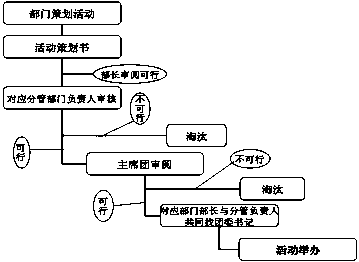 部门策划活动
活动策划书
部长审阅可行
对应分管部门负责人审核
不可行
淘汰
可行
主席团审阅
不可行
淘汰
可行
对应部门部长与分管负责人
共同找团委书记
活动举办